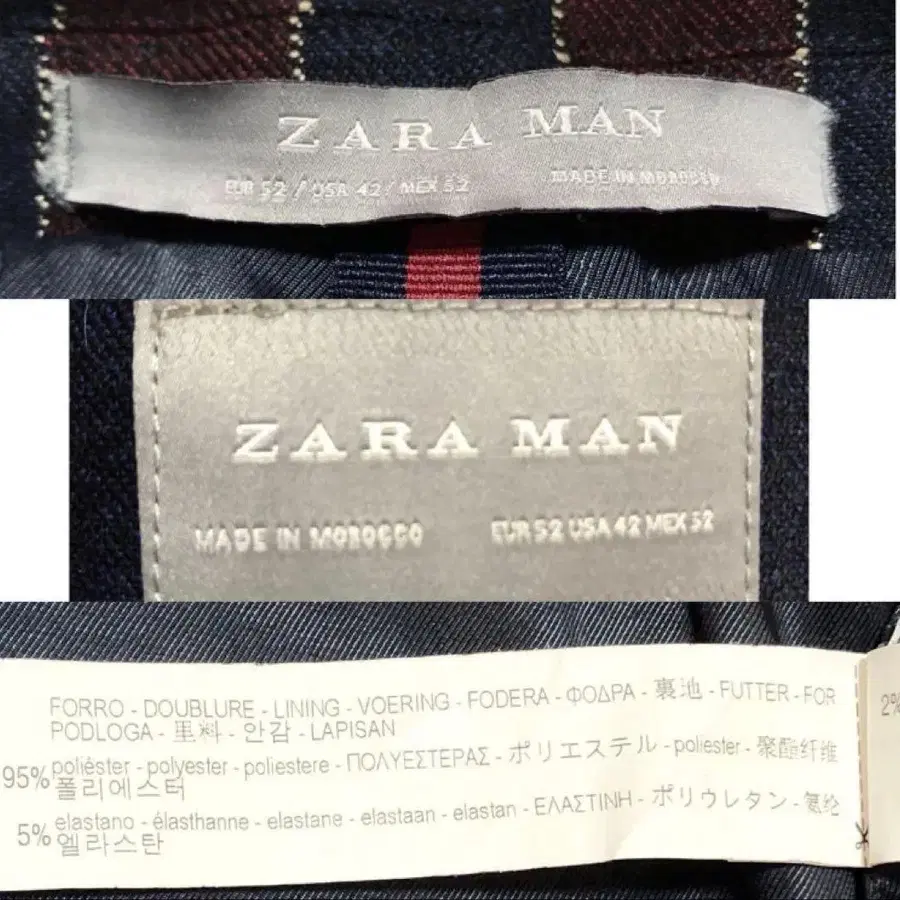 ZARA MAN
EUR 52 / USA 42 / MEX 52
MADE IN MOROCCO
ZARA MAN
MADE IN MOROCCO
EUR 52 USA 42 MEX 52
FORRO - DOUBLURE - LINING - VOERING - FODERA - ΦΟΔΡΑ - 裏地 - FUTTER - FOR
PODLOGA - 里料 - 안감 - LAPISAN
95% poliéster - polyester - poliestere - ΠΟΛΥΕΣΤΕΡΑΣ - ポリエステル - poliester - 聚酯纤维
폴리에스터
5% elastano - élasthanne - elastane - elastaan - elastan - ΕΛΑΣΤΙΝΗ - ポリウレタン - 氨纶
엘라스탄
2%